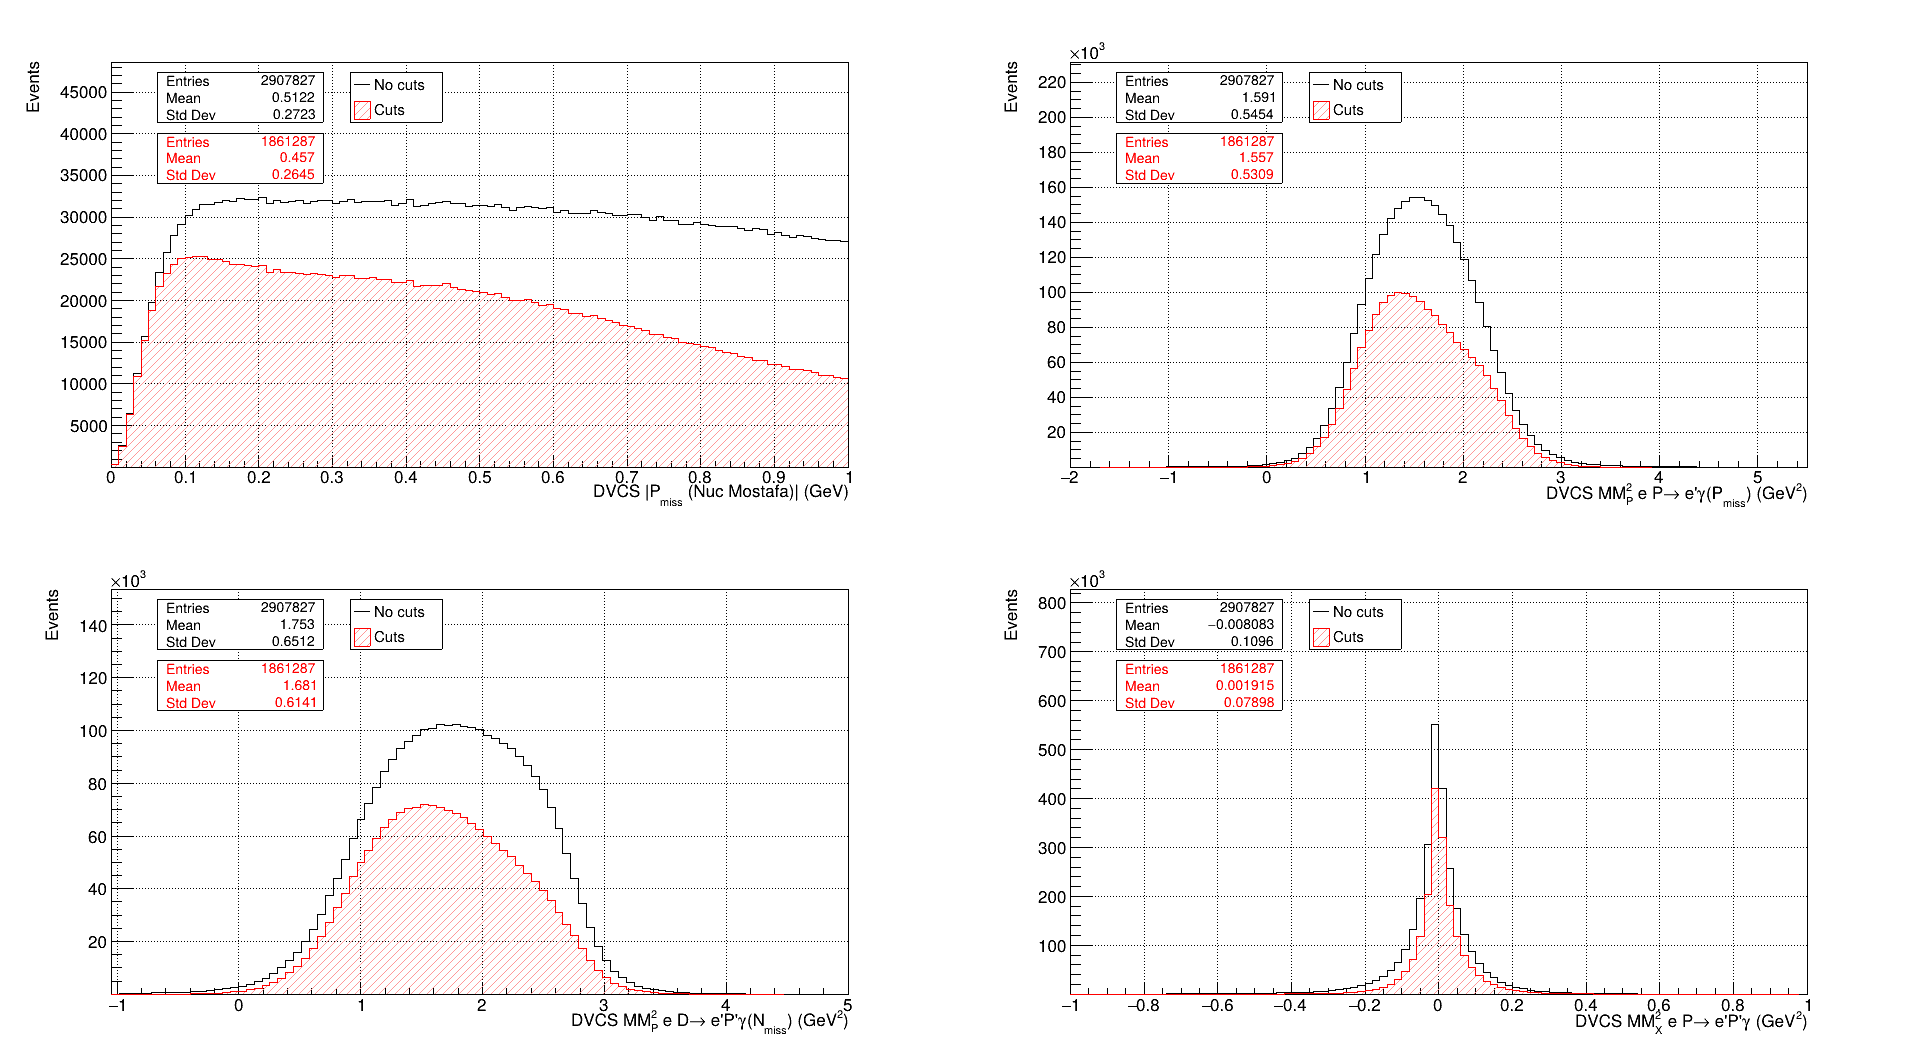 Events
Entries 2907827
Mean 0.5122
Std Dev 0.2723
Entries 1861287
Mean 0.457
Std Dev 0.2645
No cuts
Cuts
45000
40000
35000
30000
25000
20000
15000
10000
5000
0 0.1 0.2 0.3 0.4 0.5 0.6 0.7 0.8 0.9 1
DVCS |P_miss (Nuc Mostafa)| (GeV)
×10³
Events
Entries 2907827
Mean 1.591
Std Dev 0.5454
Entries 1861287
Mean 1.557
Std Dev 0.5309
No cuts
Cuts
220
200
180
160
140
120
100
80
60
40
20
−2 −1 0 1 2 3 4 5
DVCS MM²_P e P→ e'γ(P_miss) (GeV²)
×10³
Events
Entries 2907827
Mean 1.753
Std Dev 0.6512
Entries 1861287
Mean 1.681
Std Dev 0.6141
No cuts
Cuts
140
120
100
80
60
40
20
−1 0 1 2 3 4 5
DVCS MM²_P e D→ e'P'γ(N_miss) (GeV²)
×10³
Events
Entries 2907827
Mean −0.008083
Std Dev 0.1096
Entries 1861287
Mean 0.001915
Std Dev 0.07898
No cuts
Cuts
800
700
600
500
400
300
200
100
−1 −0.8 −0.6 −0.4 −0.2 0 0.2 0.4 0.6 0.8 1
DVCS MM²_X e P→ e'P'γ (GeV²)